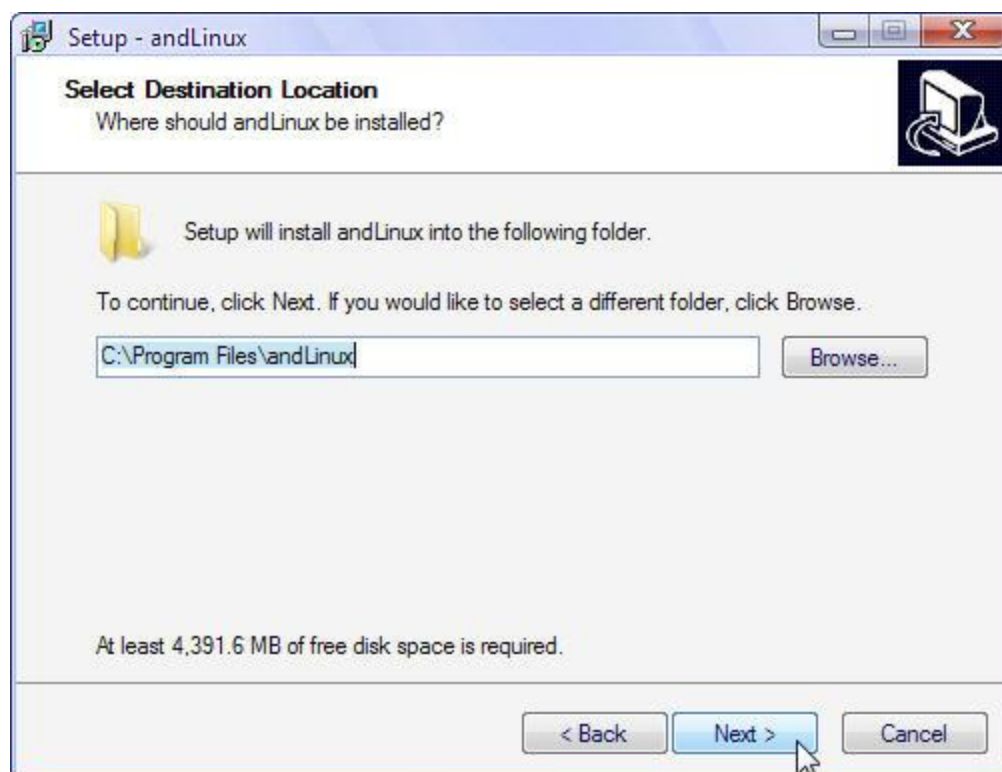 Setup - andLinux
Select Destination Location
Where should andLinux be installed?
Setup will install andLinux into the following folder.
To continue, click Next. If you would like to select a different folder, click Browse.
C:\Program Files\andLinux
Browse...
At least 4,391.6 MB of free disk space is required.
< Back
Next >
Cancel